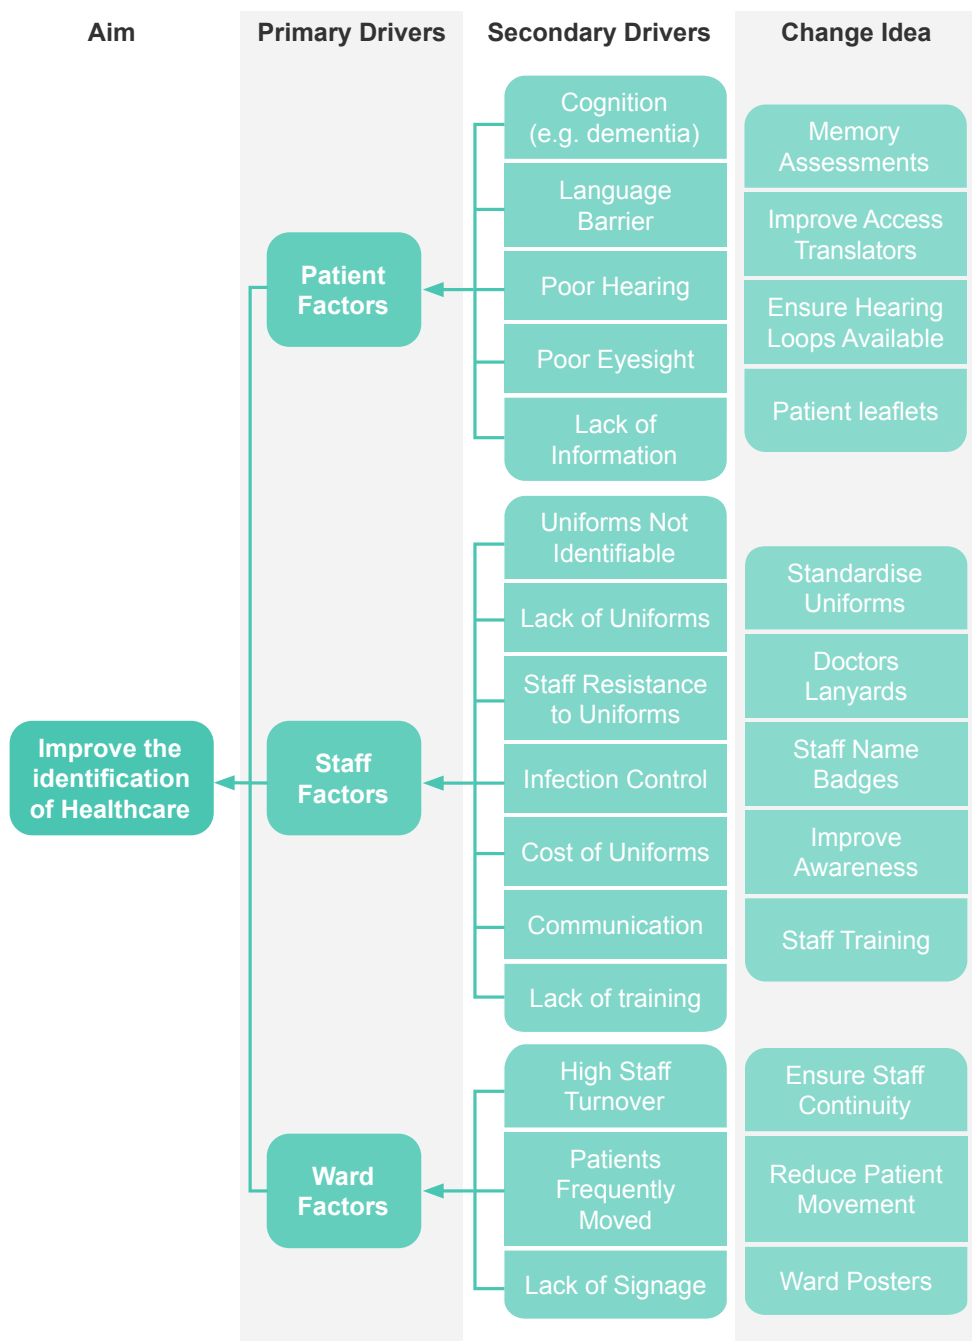 Aim
Primary Drivers
Secondary Drivers
Change Idea
Improve the
identification
of Healthcare
Patient
Factors
Cognition
(e.g. dementia)
Language
Barrier
Poor Hearing
Poor Eyesight
Lack of
Information
Memory
Assessments
Improve Access
Translators
Ensure Hearing
Loops Available
Patient leaflets
Staff
Factors
Uniforms Not
Identifiable
Lack of Uniforms
Staff Resistance
to Uniforms
Infection Control
Cost of Uniforms
Communication
Lack of training
Standardise
Uniforms
Doctors
Lanyards
Staff Name
Badges
Improve
Awareness
Staff Training
Ward
Factors
High Staff
Turnover
Patients
Frequently
Moved
Lack of Signage
Ensure Staff
Continuity
Reduce Patient
Movement
Ward Posters